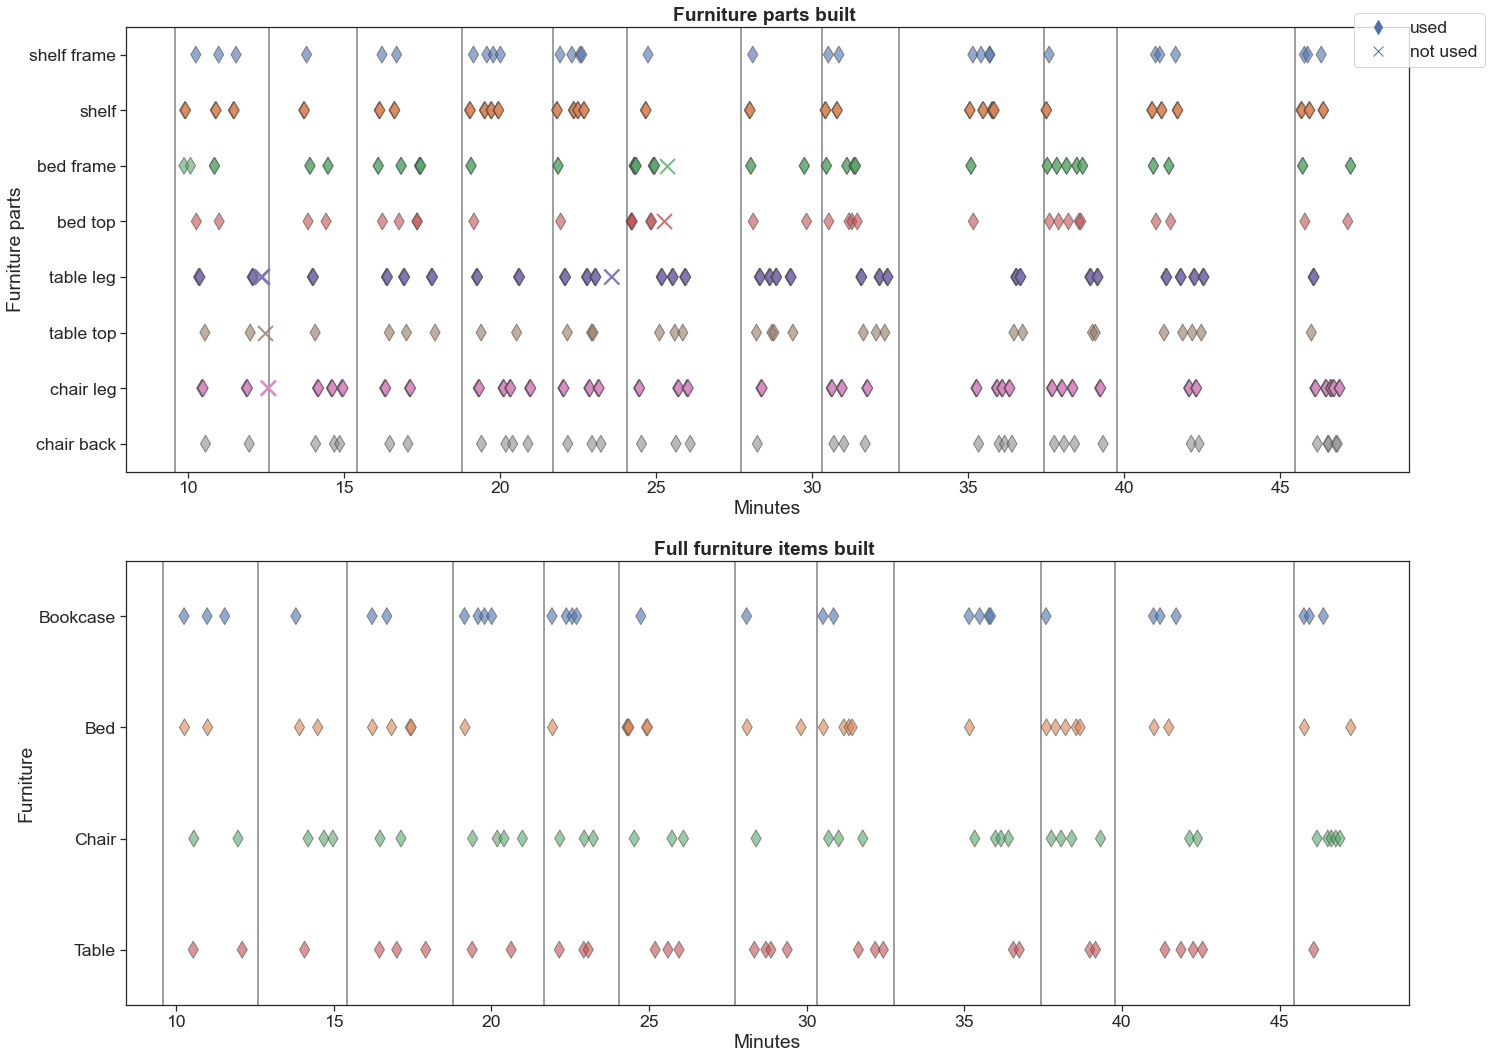 Furniture parts built
used
not used
shelf frame
shelf
bed frame
bed top
table leg
table top
chair leg
chair back
Furniture parts
10 15 20 25 30 35 40 45
Minutes
Full furniture items built
Bookcase
Bed
Chair
Table
Furniture
10 15 20 25 30 35 40 45
Minutes